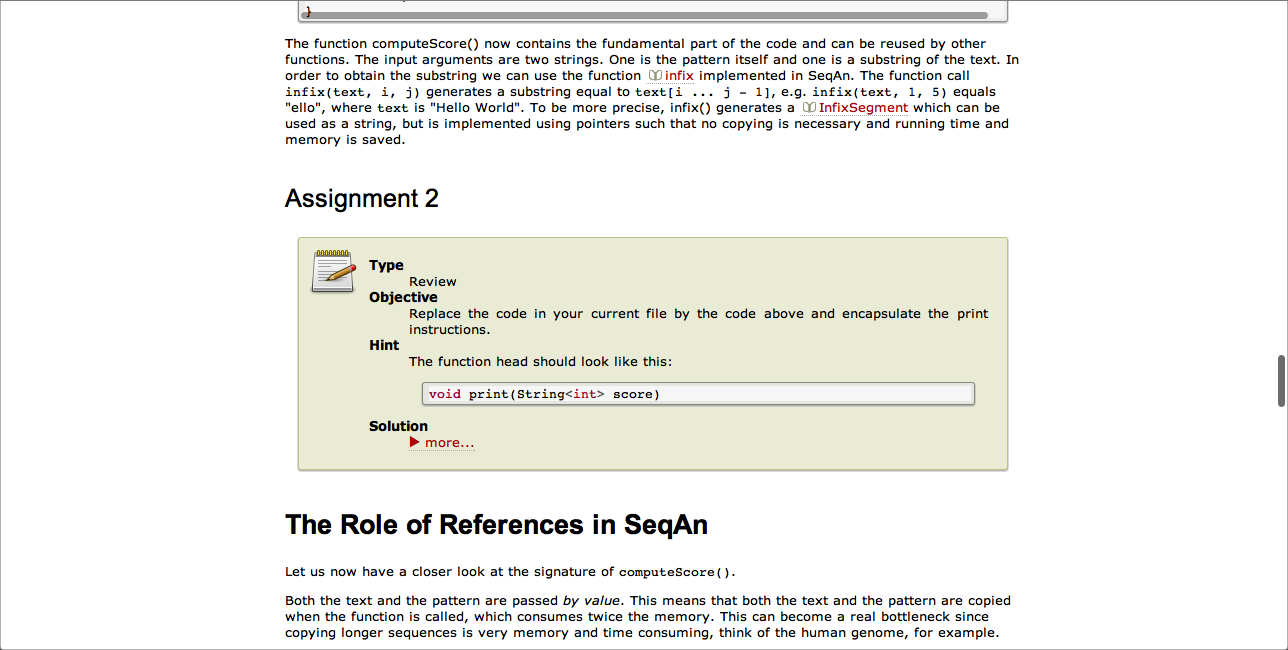 }
The function computeScore() now contains the fundamental part of the code and can be reused by other
functions. The input arguments are two strings. One is the pattern itself and one is a substring of the text. In
order to obtain the substring we can use the function infix implemented in SeqAn. The function call
infix(text, i, j) generates a substring equal to text[i ... j - 1], e.g. infix(text, 1, 5) equals
"ello", where text is "Hello World". To be more precise, infix() generates a InfixSegment which can be
used as a string, but is implemented using pointers such that no copying is necessary and running time and
memory is saved.
Assignment 2
Type
Review
Objective
Replace the code in your current file by the code above and encapsulate the print
instructions.
Hint
The function head should look like this:
void print(String<int> score)
Solution
more...
The Role of References in SeqAn
Let us now have a closer look at the signature of computeScore().
Both the text and the pattern are passed by value. This means that both the text and the pattern are copied
when the function is called, which consumes twice the memory. This can become a real bottleneck since
copying longer sequences is very memory and time consuming, think of the human genome, for example.